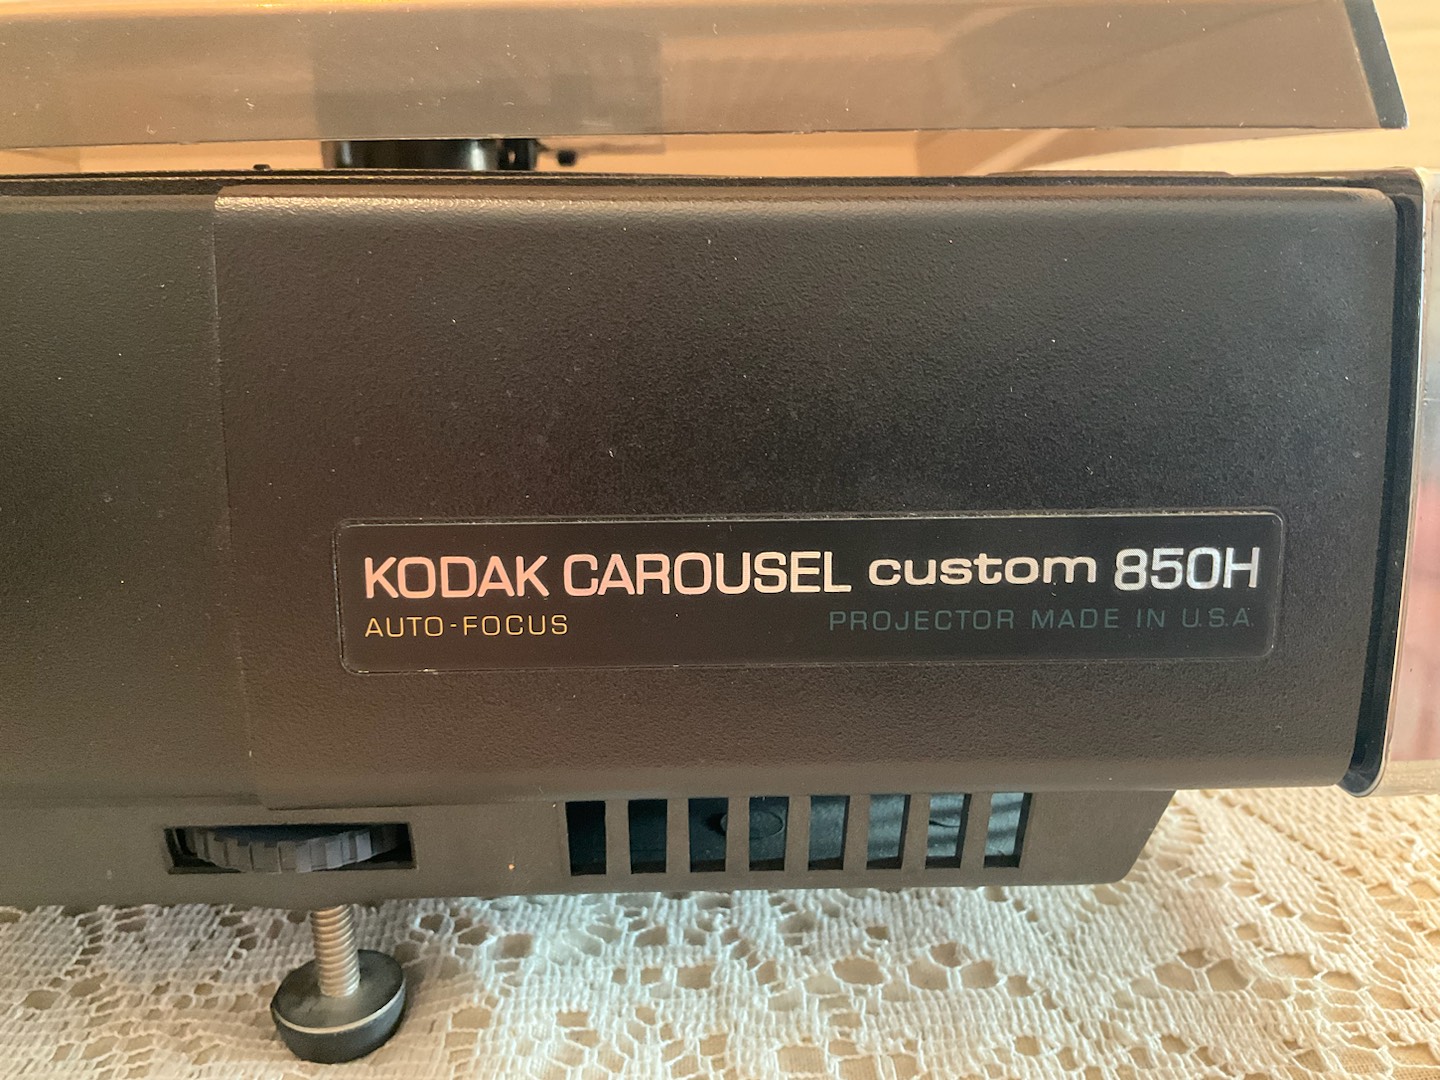 KODAK CAROUSEL custom 850H
AUTO-FOCUS PROJECTOR MADE IN U.S.A.